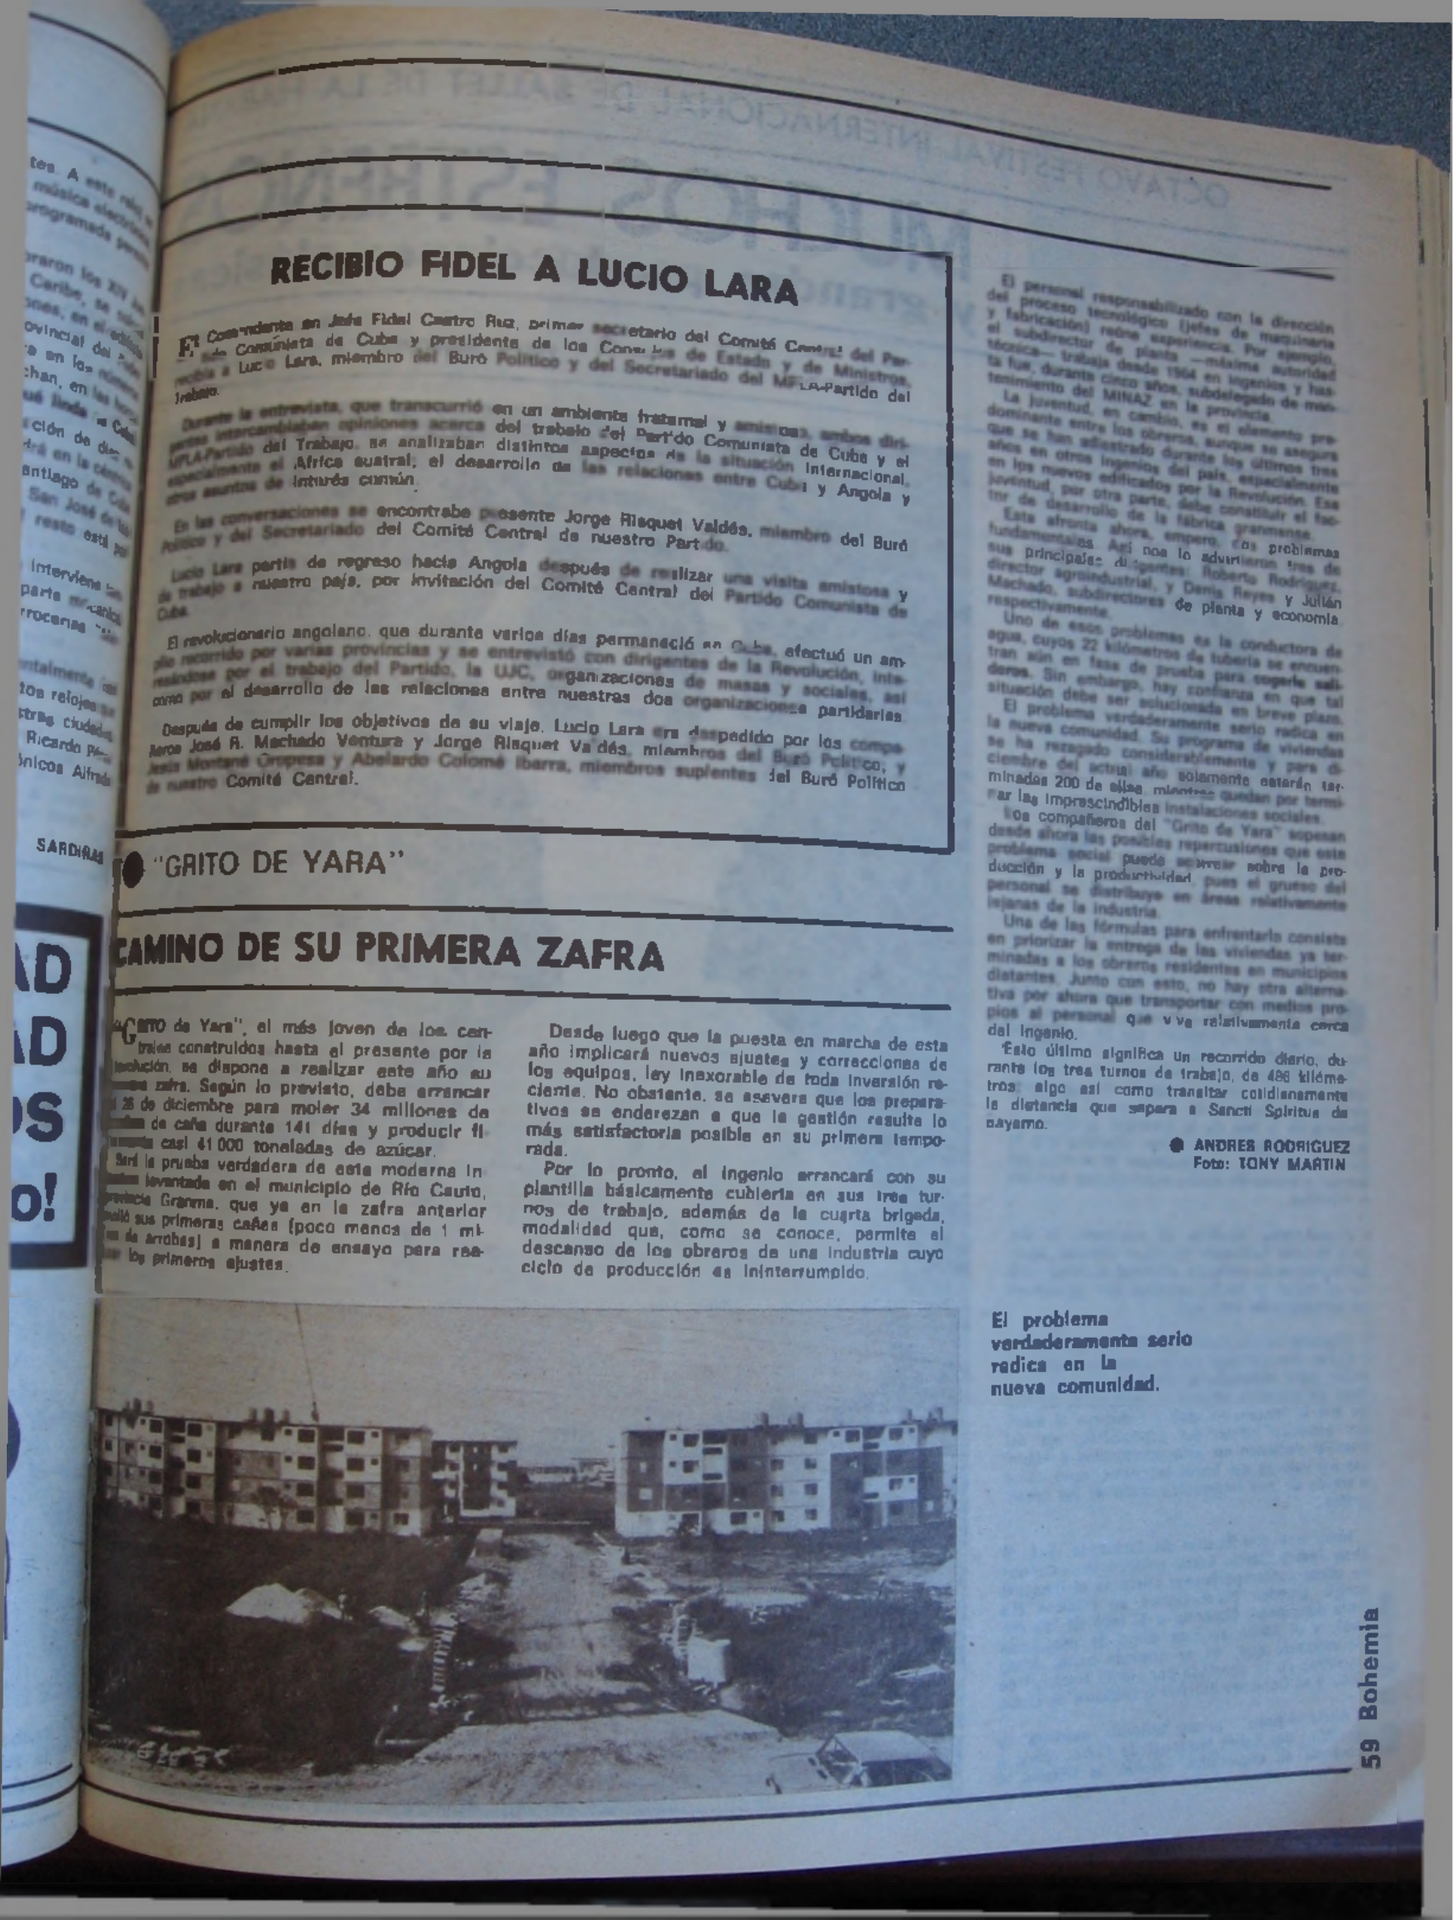 RECIBIO FIDEL A LUCIO LARA
El Comandante en Jefe Fidel Castro Ruz, primer secretario del Comité Central del Par-
tido Comunista de Cuba y presidente de los Consejos de Estado y de Ministros,
recibió a Lucio Lara, miembro del Buró Político y del Secretariado del MPLA-Partido del
Trabajo.
Durante la entrevista, que transcurrió en un ambiente fraternal y amistoso, ambos diri-
gentes intercambiaban opiniones acerca del trabajo del Partido Comunista de Cuba y el
MPLA-Partido del Trabajo, se analizaban distintos aspectos de la situación internacional,
especialmente el Africa austral, el desarrollo de las relaciones entre Cuba y Angola y
otros asuntos de interés común.
En las conversaciones se encontraba presente Jorge Risquet Valdés, miembro del Buró
Político y del Secretariado del Comité Central de nuestro Partido.
Lucio Lara partió de regreso hacia Angola después de realizar una visita amistosa y
de trabajo a nuestro país, por invitación del Comité Central del Partido Comunista de
Cuba.
El revolucionario angolano, que durante varios días permaneció en Cuba, efectuó un am-
plio recorrido por varias provincias y se entrevistó con dirigentes de la Revolución, inte-
resándose por el trabajo del Partido, la UJC, organizaciones de masas y sociales, así
como por el desarrollo de las relaciones entre nuestras dos organizaciones partidarias.
Después de cumplir los objetivos de su viaje, Lucio Lara era despedido por los compa-
ñeros José R. Machado Ventura y Jorge Risquet Valdés, miembros del Buró Político, y
Jesús Montané Oropesa y Abelardo Colomé Ibarra, miembros suplentes del Buró Político
de nuestro Comité Central.
"GRITO DE YARA"
CAMINO DE SU PRIMERA ZAFRA
"GRITO de Yara", el más joven de los cen-
trales construidos hasta el presente por la
Revolución, se dispone a realizar este año su
zafra. Según lo previsto, debe arrancar
26 de diciembre para moler 34 millones de
de caña durante 141 días y producir fi-
casi 41 000 toneladas de azúcar.
Será la prueba verdadera de esta moderna in-
levantada en el municipio de Río Cauto,
provincia Granma, que ya en la zafra anterior
molió sus primeras cañas (poco menos de 1 mi-
de arrobas) a manera de ensayo para rea-
los primeros ajustes.
Desde luego que la puesta en marcha de esta
año implicará nuevos ajustes y correcciones de
los equipos, ley inexorable de toda inversión re-
ciente. No obstante, se asevera que los prepara-
tivos se enderezan a que la gestión resulte lo
más satisfactoria posible en su primera tempo-
rada.
Por lo pronto, el ingenio arrancará con su
plantilla básicamente cubierta en sus tres tur-
nos de trabajo, además de la cuarta brigada,
modalidad que, como se conoce, permite el
descanso de los obreros de una industria cuyo
ciclo de producción es ininterrumpido.
El personal responsabilizado con la dirección
del proceso tecnológico (jefes de maquinaria
y fabricación) reúne experiencia. Por ejemplo,
el subdirector de planta —máxima autoridad
técnica— trabaja desde 1964 en ingenios y has-
ta fue, durante cinco años, subdelegado de man-
tenimiento del MINAZ en la provincia.
La juventud, en cambio, es el elemento pre-
dominante entre los obreros, aunque se asegura
que se han adiestrado durante los últimos tres
años en otros ingenios del país, especialmente
en los nuevos edificados por la Revolución. Esa
juventud, por otra parte, debe constituir el fac-
tor de desarrollo de la fábrica granmense.
Esta afronta ahora, empero, dos problemas
fundamentales. Así nos lo advirtieron tres de
sus principales dirigentes: Roberto Rodríguez,
director agroindustrial, y Denis Reyes y Julián
Machado, subdirectores de planta y economía
respectivamente.
Uno de esos problemas es la conductora de
agua, cuyos 22 kilómetros de tubería se encuen-
tran aún en fase de prueba para cogerle sali-
deros. Sin embargo, hay confianza en que tal
situación debe ser solucionada en breve plazo.
El problema verdaderamente serio radica en
la nueva comunidad. Su programa de viviendas
se ha rezagado considerablemente y para di-
ciembre del actual año solamente estarán ter-
minadas 200 de ellas, mientras quedan por termi-
nar las imprescindibles instalaciones sociales.
Los compañeros del "Grito de Yara" sopesan
desde ahora las posibles repercusiones que este
problema social puede acarrear sobre la pro-
ducción y la productividad, pues el grueso del
personal se distribuye en áreas relativamente
lejanas de la industria.
Una de las fórmulas para enfrentarlo consiste
en priorizar la entrega de las viviendas ya ter-
minadas a los obreros residentes en municipios
distantes. Junto con esto, no hay otra alterna-
tiva por ahora que transportar con medios pro-
pios al personal que vive relativamente cerca
del ingenio.
Esto último significa un recorrido diario, du-
rante los tres turnos de trabajo, de 486 kilóme-
tros: algo así como transitar cotidianamente
la distancia que separa a Sancti Spíritus de
Bayamo.
ANDRES RODRIGUEZ
Foto: TONY MARTIN
El problema
verdaderamente serio
radica en la
nueva comunidad.
59 Bohemia
SARDIÑAS